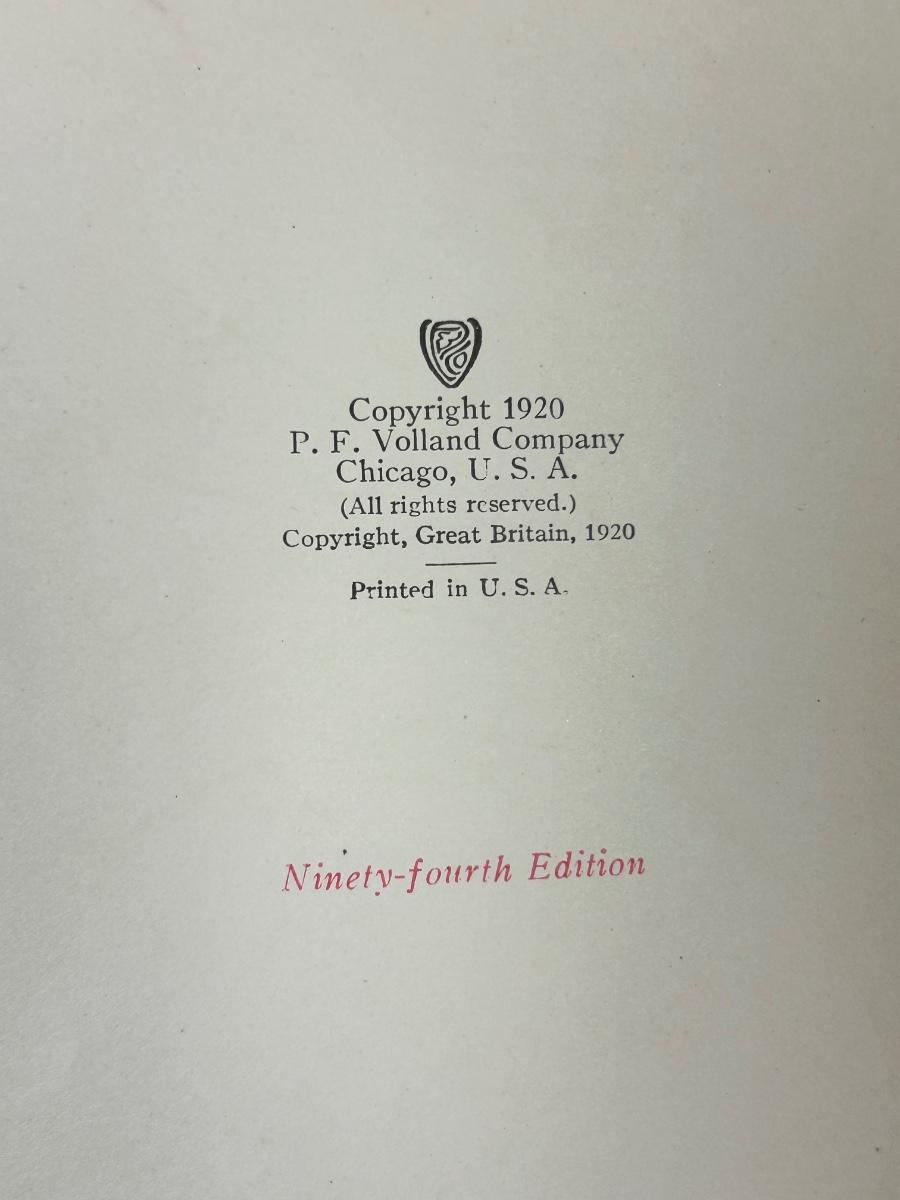 Copyright 1920
P. F. Volland Company
Chicago, U. S. A.
(All rights reserved.)
Copyright, Great Britain, 1920
Printed in U. S. A.
Ninety-fourth Edition